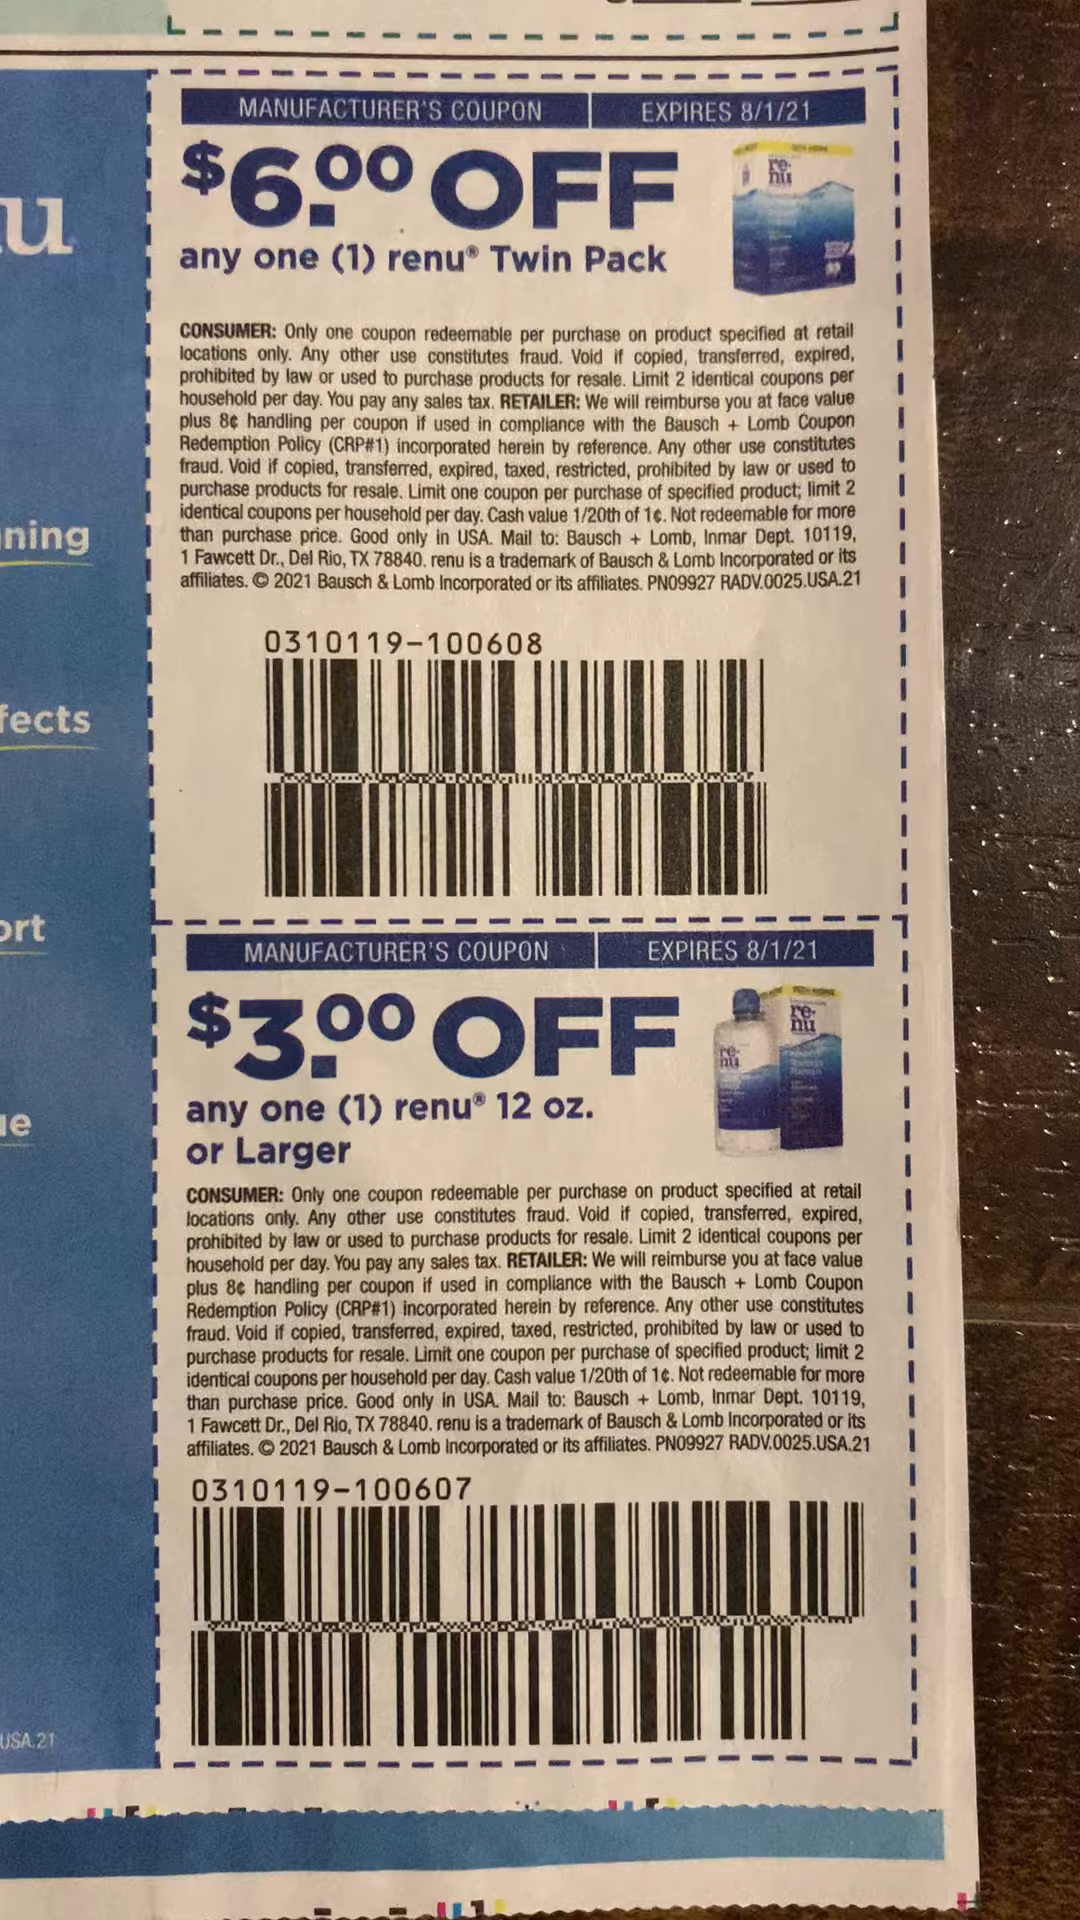 MANUFACTURER'S COUPON EXPIRES 8/1/21
$6.00 OFF
any one (1) renu® Twin Pack
re-
nu
CONSUMER: Only one coupon redeemable per purchase on product specified at retail
locations only. Any other use constitutes fraud. Void if copied, transferred, expired,
prohibited by law or used to purchase products for resale. Limit 2 identical coupons per
household per day. You pay any sales tax. RETAILER: We will reimburse you at face value
plus 8¢ handling per coupon if used in compliance with the Bausch + Lomb Coupon
Redemption Policy (CRP#1) incorporated herein by reference. Any other use constitutes
fraud. Void if copied, transferred, expired, taxed, restricted, prohibited by law or used to
purchase products for resale. Limit one coupon per purchase of specified product; limit 2
identical coupons per household per day. Cash value 1/20th of 1¢. Not redeemable for more
than purchase price. Good only in USA. Mail to: Bausch + Lomb, Inmar Dept. 10119,
1 Fawcett Dr., Del Rio, TX 78840. renu is a trademark of Bausch & Lomb Incorporated or its
affiliates. © 2021 Bausch & Lomb Incorporated or its affiliates. PN09927 RADV.0025.USA.21
0310119-100608
MANUFACTURER'S COUPON EXPIRES 8/1/21
$3.00 OFF
any one (1) renu® 12 oz.
or Larger
re-
nu
re-
nu
CONSUMER: Only one coupon redeemable per purchase on product specified at retail
locations only. Any other use constitutes fraud. Void if copied, transferred, expired,
prohibited by law or used to purchase products for resale. Limit 2 identical coupons per
household per day. You pay any sales tax. RETAILER: We will reimburse you at face value
plus 8¢ handling per coupon if used in compliance with the Bausch + Lomb Coupon
Redemption Policy (CRP#1) incorporated herein by reference. Any other use constitutes
fraud. Void if copied, transferred, expired, taxed, restricted, prohibited by law or used to
purchase products for resale. Limit one coupon per purchase of specified product; limit 2
identical coupons per household per day. Cash value 1/20th of 1¢. Not redeemable for more
than purchase price. Good only in USA. Mail to: Bausch + Lomb, Inmar Dept. 10119,
1 Fawcett Dr., Del Rio, TX 78840. renu is a trademark of Bausch & Lomb Incorporated or its
affiliates. © 2021 Bausch & Lomb Incorporated or its affiliates. PN09927 RADV.0025.USA.21
0310119-100607
u
ning
fects
ort
ue
USA.21